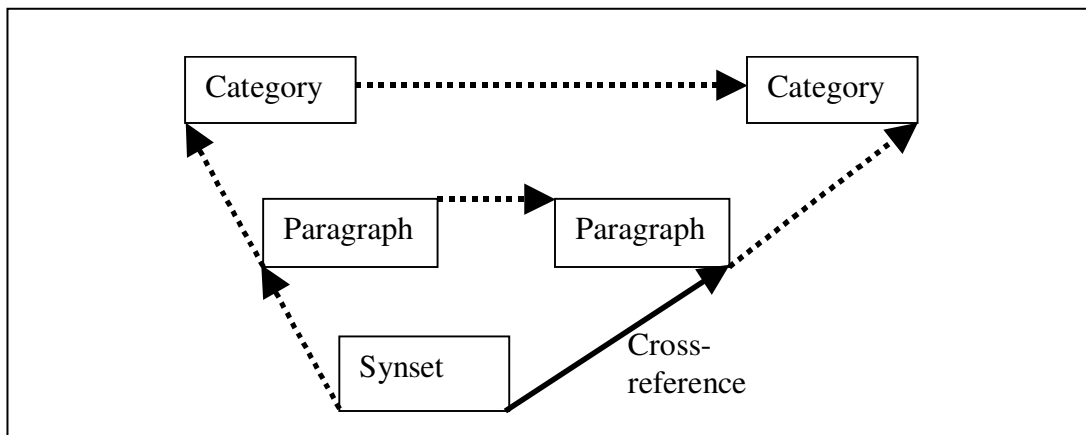 Category
Category
Paragraph
Paragraph
Synset
Cross-
reference